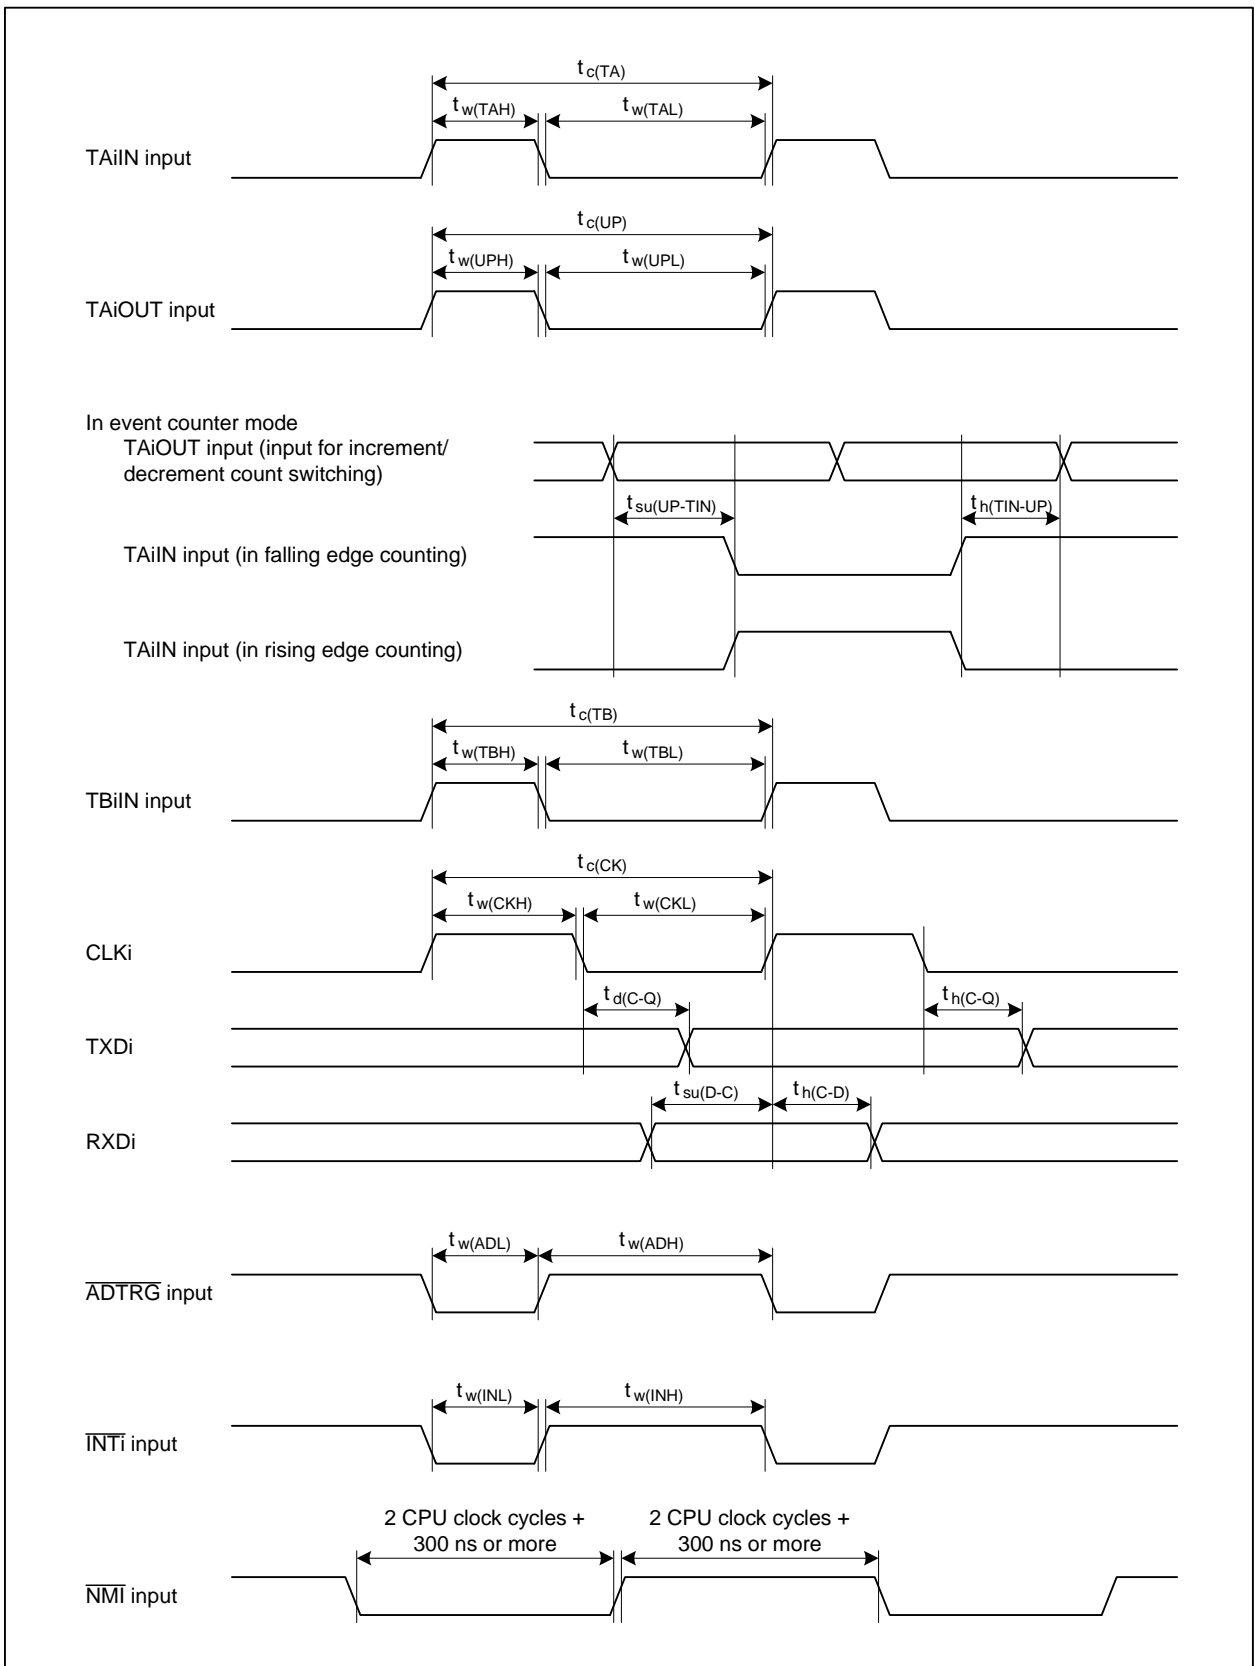 tc(TA)
tw(TAH) tw(TAL)
TAiIN input
tc(UP)
tw(UPH) tw(UPL)
TAiOUT input
In event counter mode
TAiOUT input (input for increment/
decrement count switching)
tsu(UP-TIN) th(TIN-UP)
TAiIN input (in falling edge counting)
TAiIN input (in rising edge counting)
tc(TB)
tw(TBH) tw(TBL)
TBiIN input
tc(CK)
tw(CKH) tw(CKL)
CLKi
td(C-Q) th(C-Q)
TXDi
tsu(D-C) th(C-D)
RXDi
tw(ADL) tw(ADH)
ADTRG input
tw(INL) tw(INH)
INTi input
2 CPU clock cycles + 2 CPU clock cycles +
300 ns or more 300 ns or more
NMI input